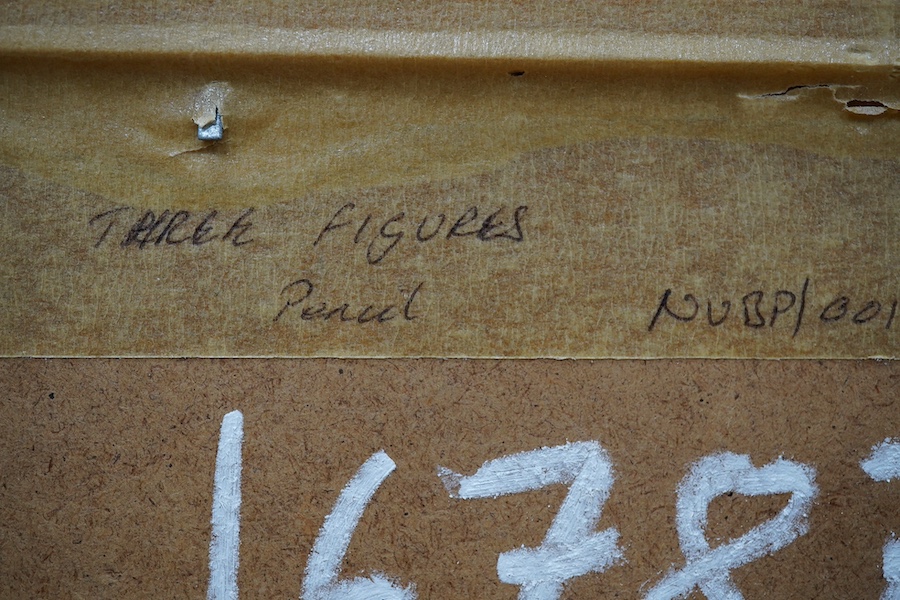 THREE FIGURES
Pencil
NUBP/001
1678